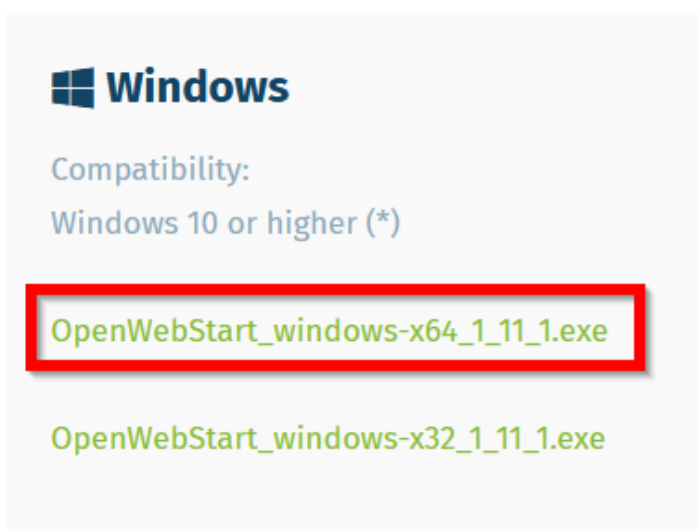 Windows
Compatibility:
Windows 10 or higher (*)
OpenWebStart_windows-x64_1_11_1.exe
OpenWebStart_windows-x32_1_11_1.exe